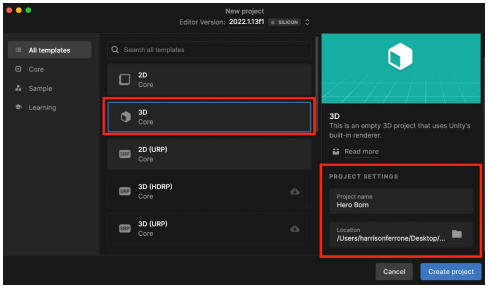 New project
Editor Version: 2022.1.13f1 SILICON
All templates
Core
Sample
Learning
Search all templates
2D
Core
3D
Core
2D (URP)
Core
3D (HDRP)
Core
3D (URP)
Core
3D
This is an empty 3D project that uses Unity's
built-in renderer.
Read more
PROJECT SETTINGS
Project name
Hero Born
Location
/Users/harrisonferrone/Desktop/...
Cancel
Create project